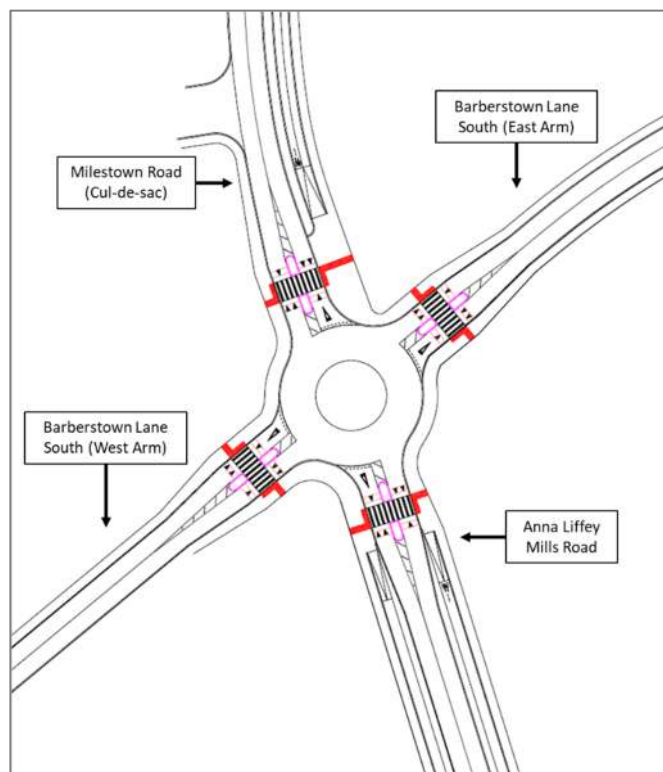 Barberstown Lane
South (East Arm)
Milestown Road
(Cul-de-sac)
Barberstown Lane
South (West Arm)
Anna Liffey
Mills Road